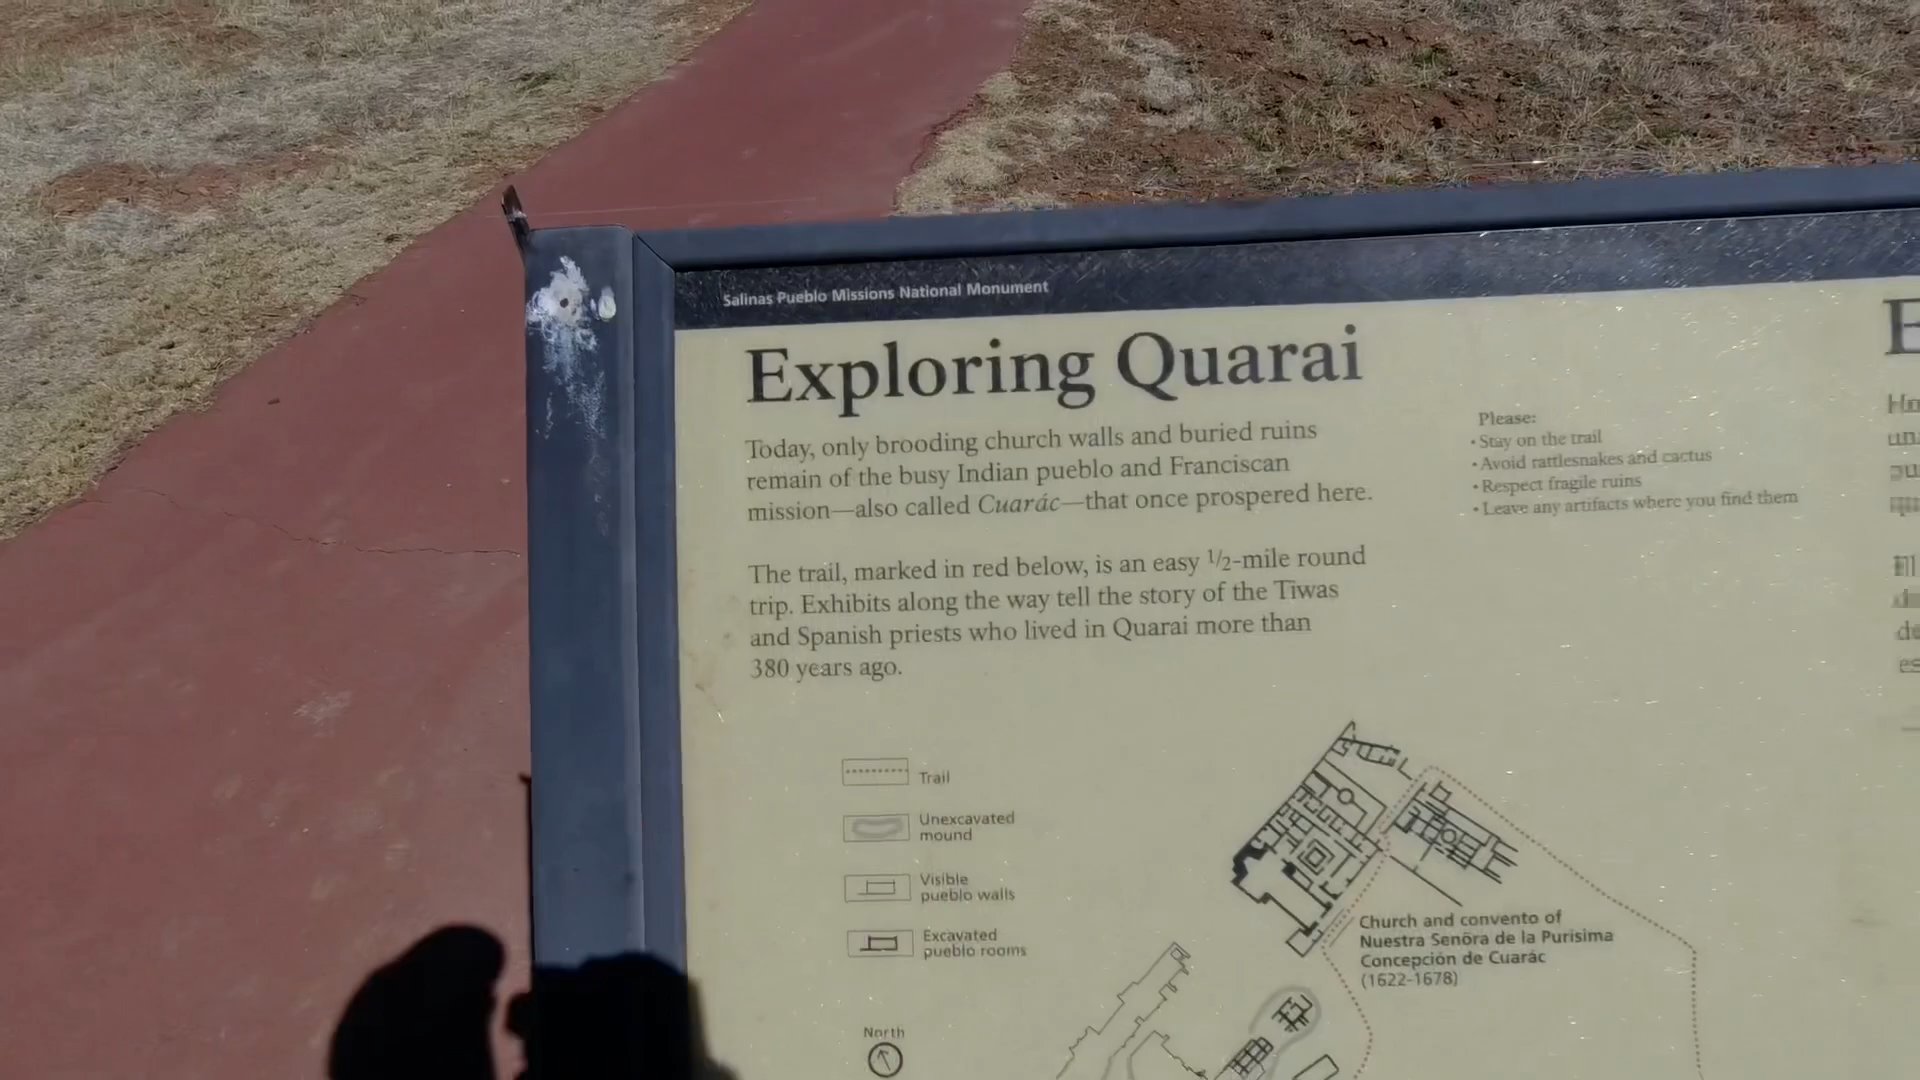 Salinas Pueblo Missions National Monument
Exploring Quarai
Today, only brooding church walls and buried ruins
remain of the busy Indian pueblo and Franciscan
mission—also called Cuarác—that once prospered here.
The trail, marked in red below, is an easy 1/2-mile round
trip. Exhibits along the way tell the story of the Tiwas
and Spanish priests who lived in Quarai more than
380 years ago.
Please:
• Stay on the trail
• Avoid rattlesnakes and cactus
• Respect fragile ruins
• Leave any artifacts where you find them
Trail
Unexcavated
mound
Visible
pueblo walls
Excavated
pueblo rooms
North
Church and convento of
Nuestra Senōra de la Purisima
Concepción de Cuarác
(1622-1678)